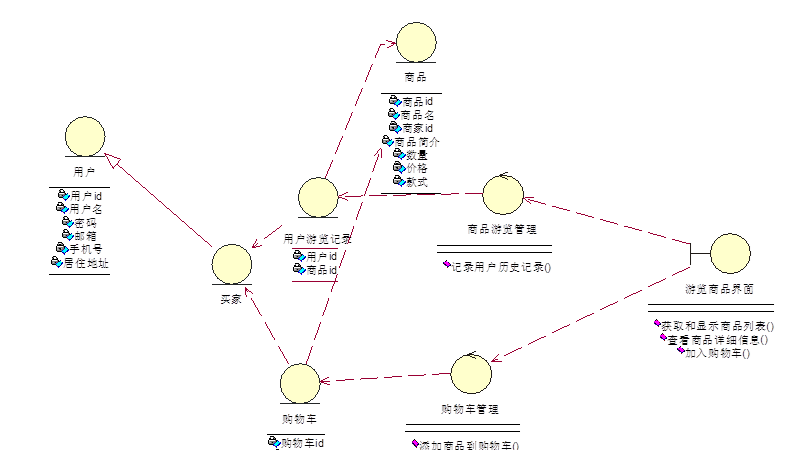 商品
商品id
商品名
商家id
商品简介
数量
价格
款式
用户
用户id
用户名
密码
邮箱
手机号
居住地址
用户游览记录
用户id
商品id
商品游览管理
记录用户历史记录()
买家
游览商品界面
获取和显示商品列表()
查看商品详细信息()
加入购物车()
购物车
购物车id
购物车管理
添加商品到购物车()